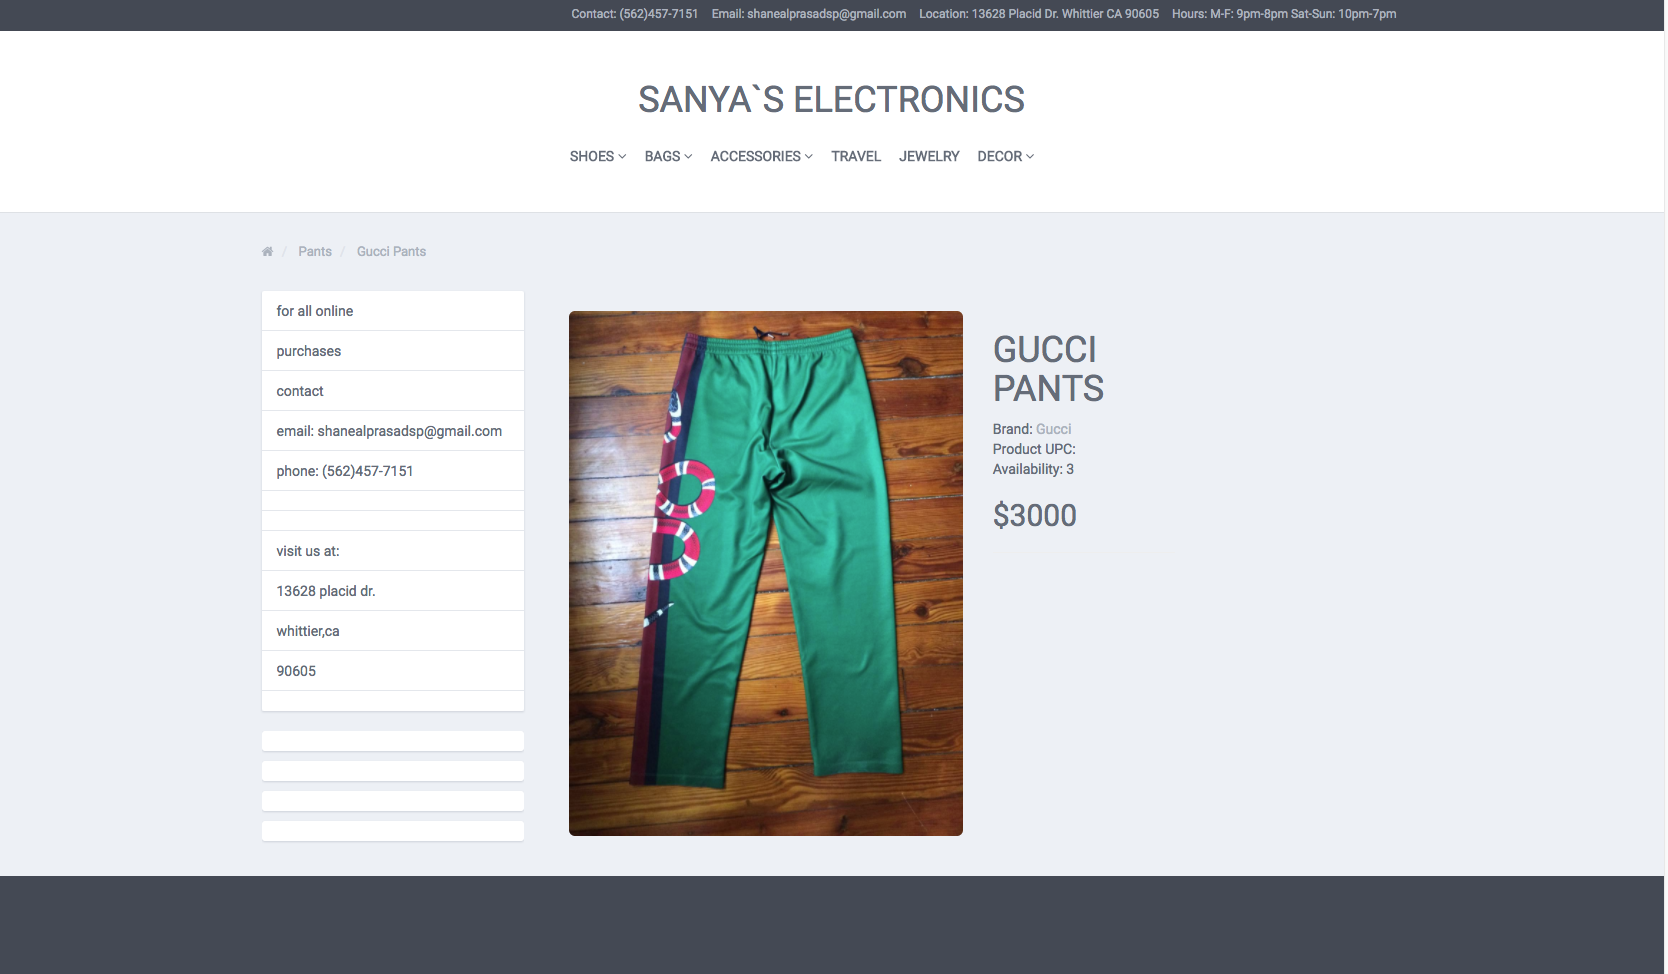 Contact: (562)457-7151 Email: shanealprasadsp@gmail.com Location: 13628 Placid Dr. Whittier CA 90605 Hours: M-F: 9pm-8pm Sat-Sun: 10pm-7pm
SANYA`S ELECTRONICS
SHOES BAGS ACCESSORIES TRAVEL JEWELRY DECOR
/ Pants / Gucci Pants
for all online
purchases
contact
email: shanealprasadsp@gmail.com
phone: (562)457-7151
visit us at:
13628 placid dr.
whittier,ca
90605
GUCCI
PANTS
Brand: Gucci
Product UPC:
Availability: 3
$3000